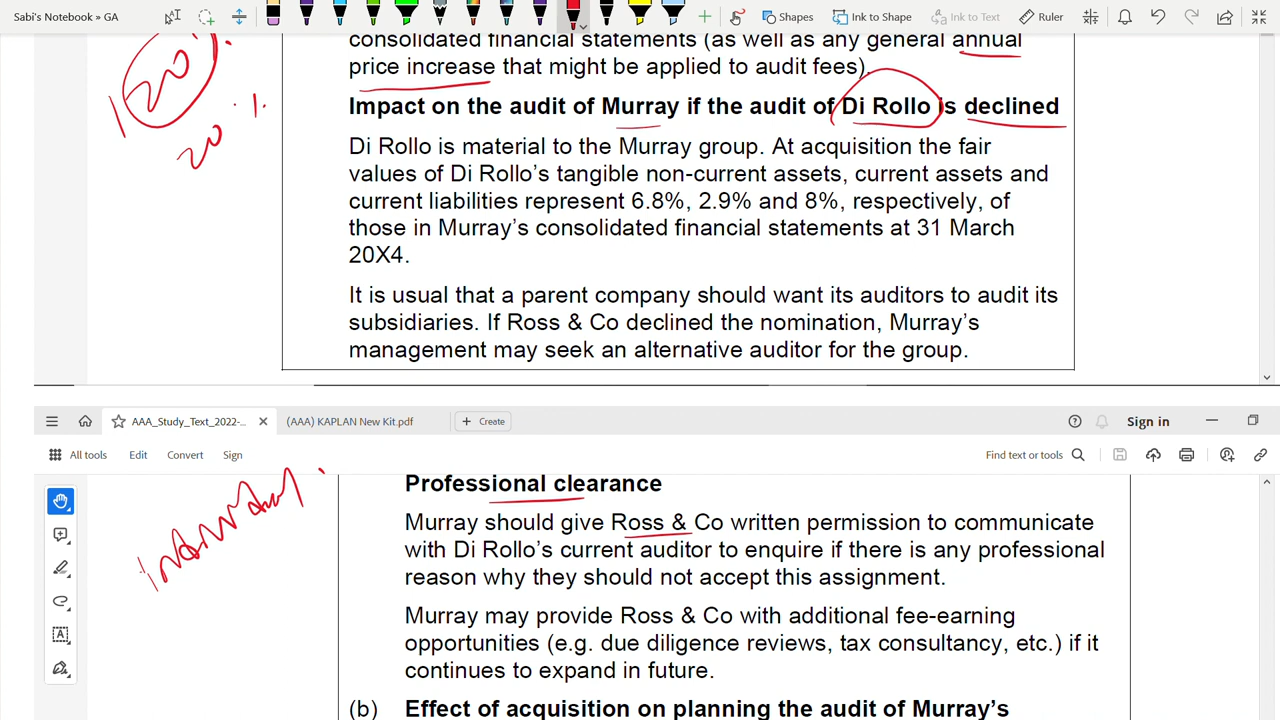 Sabi's Notebook » GA
Shapes
Ink to Shape
Ink to Text
Ruler
consolidated financial statements (as well as any general annual
price increase that might be applied to audit fees).
Impact on the audit of Murray if the audit of Di Rollo is declined
20
20 %
Di Rollo is material to the Murray group. At acquisition the fair
values of Di Rollo's tangible non-current assets, current assets and
current liabilities represent 6.8%, 2.9% and 8%, respectively, of
those in Murray's consolidated financial statements at 31 March
20X4.
It is usual that a parent company should want its auditors to audit its
subsidiaries. If Ross & Co declined the nomination, Murray's
management may seek an alternative auditor for the group.
AAA_Study_Text_2022-...
(AAA) KAPLAN New Kit.pdf
Create
Sign in
All tools
Edit
Convert
Sign
Find text or tools
Professional clearance
Murray should give Ross & Co written permission to communicate
with Di Rollo's current auditor to enquire if there is any professional
reason why they should not accept this assignment.
Murray may provide Ross & Co with additional fee-earning
opportunities (e.g. due diligence reviews, tax consultancy, etc.) if it
continues to expand in future.
(b) Effect of acquisition on planning the audit of Murray's